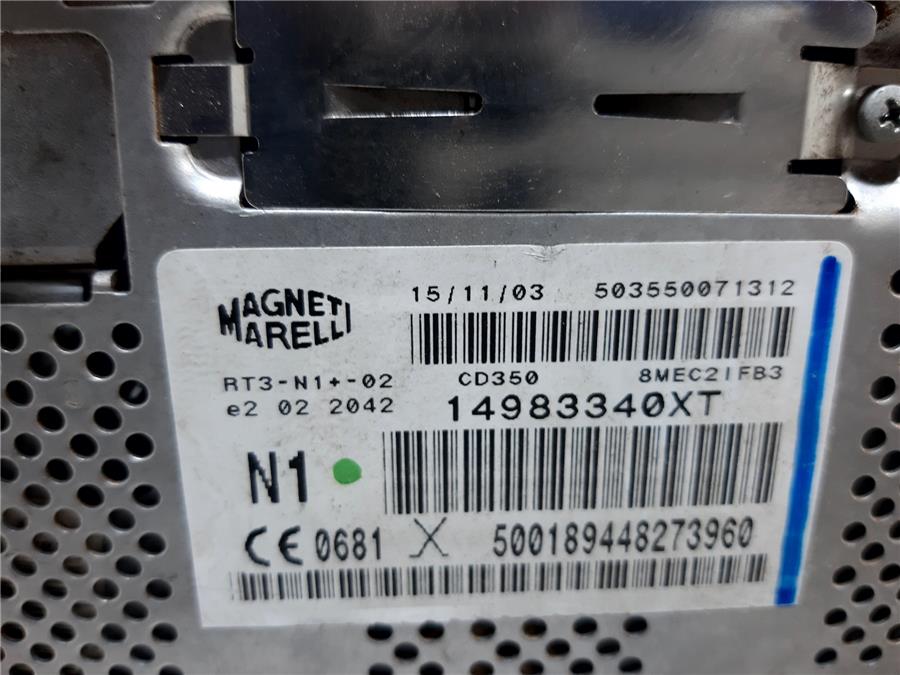 15/11/03 503550071312
MAGNETI
MARELLI
RT3-N1+-02 CD350 8MEC2IFB3
e2 02 2042 14983340XT
N1
CE 0681 X 500189448273960